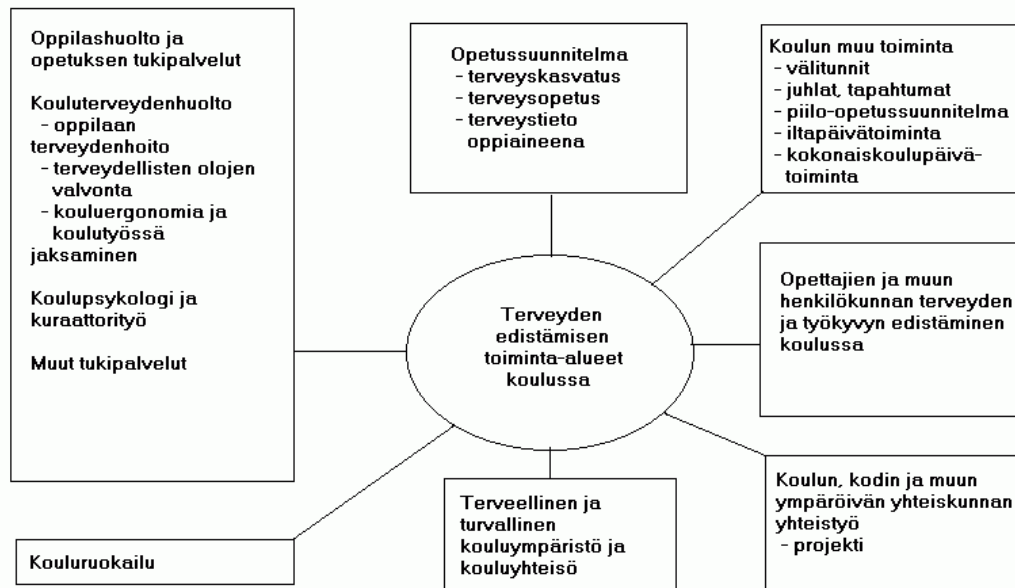 Oppilashuolto ja
opetuksen tukipalvelut
Kouluterveydenhuolto
- oppilaan
terveydenhoito
- terveydellisten olojen
valvonta
- kouluergonomia ja
koulutyössä
jaksaminen
Koulupsykologi ja
kuraattorityö
Muut tukipalvelut
Opetussuunnitelma
- terveyskasvatus
- terveysopetus
- terveystieto
oppiaineena
Koulun muu toiminta
- välitunnit
- juhlat, tapahtumat
- piilo-opetussuunnitelma
- iltapäivätoiminta
- kokonaiskoulupäivä-
toiminta
Terveyden
edistämisen
toiminta-alueet
koulussa
Opettajien ja muun
henkilökunnan terveyden
ja työkyvyn edistäminen
koulussa
Kouluruokailu
Terveellinen ja
turvallinen
kouluympäristö ja
kouluyhteisö
Koulun, kodin ja muun
ympäröivän yhteiskunnan
yhteistyö
- projekti